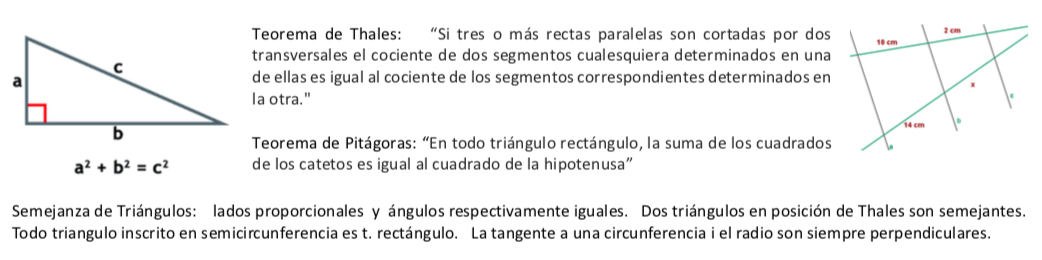 a
c
b
a² + b² = c²
Teorema de Thales: “Si tres o más rectas paralelas son cortadas por dos
transversales el cociente de dos segmentos cualesquiera determinados en una
de ellas es igual al cociente de los segmentos correspondientes determinados en
la otra."
Teorema de Pitágoras: “En todo triángulo rectángulo, la suma de los cuadrados
de los catetos es igual al cuadrado de la hipotenusa”
10 cm
2 cm
x
14 cm
a
b
c
Semejanza de Triángulos: lados proporcionales y ángulos respectivamente iguales. Dos triángulos en posición de Thales son semejantes.
Todo triangulo inscrito en semicircunferencia es t. rectángulo. La tangente a una circunferencia i el radio son siempre perpendiculares.